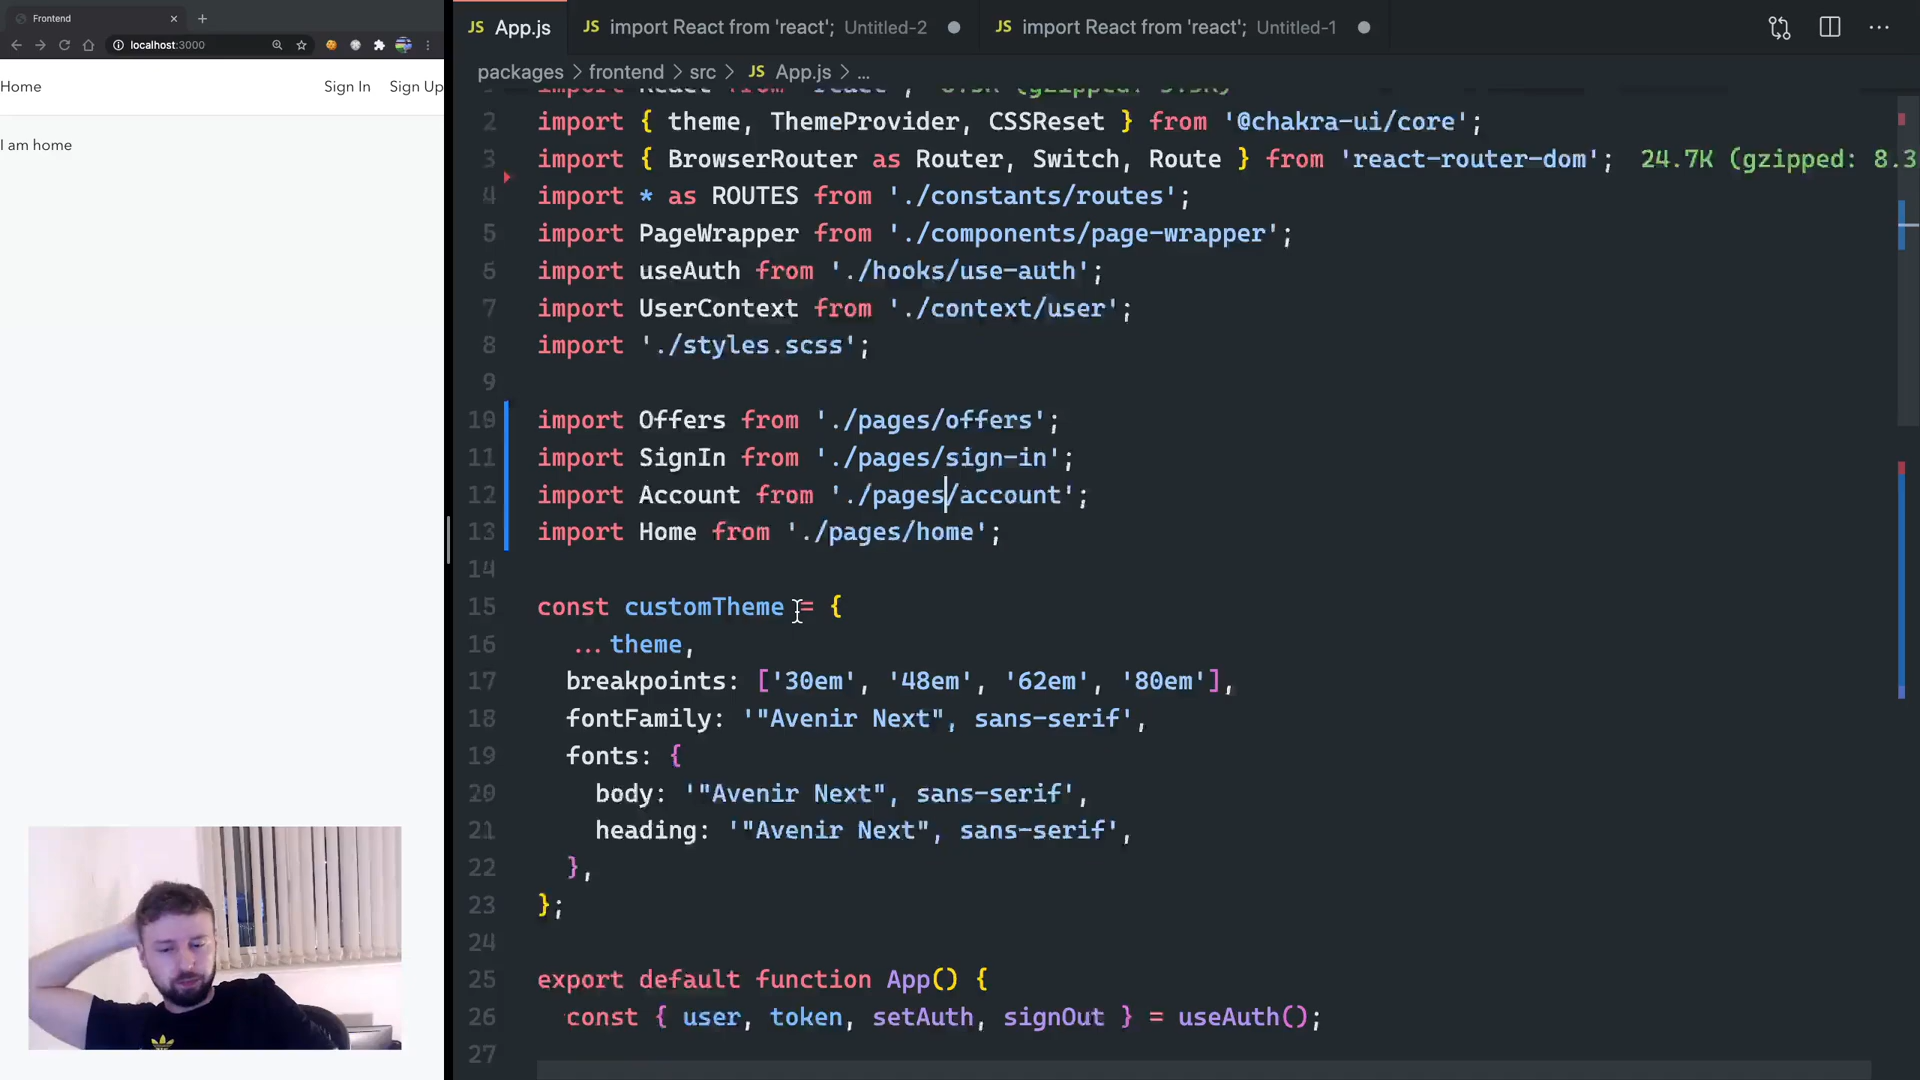 Frontend
localhost:3000
Home Sign In Sign Up
I am home
App.js import React from 'react'; Untitled-2 import React from 'react'; Untitled-1
packages > frontend > src > App.js > ...
2 import { theme, ThemeProvider, CSSReset } from '@chakra-ui/core';
3 import { BrowserRouter as Router, Switch, Route } from 'react-router-dom'; 24.7K (gzipped: 8.3
4 import * as ROUTES from './constants/routes';
5 import PageWrapper from './components/page-wrapper';
6 import useAuth from './hooks/use-auth';
7 import UserContext from './context/user';
8 import './styles.scss';
9
10 import Offers from './pages/offers';
11 import SignIn from './pages/sign-in';
12 import Account from './pages/account';
13 import Home from './pages/home';
14
15 const customTheme = {
16 ...theme,
17 breakpoints: ['30em', '48em', '62em', '80em'],
18 fontFamily: '"Avenir Next", sans-serif',
19 fonts: {
20 body: '"Avenir Next", sans-serif',
21 heading: '"Avenir Next", sans-serif',
22 },
23 };
24
25 export default function App() {
26 const { user, token, setAuth, signOut } = useAuth();
27